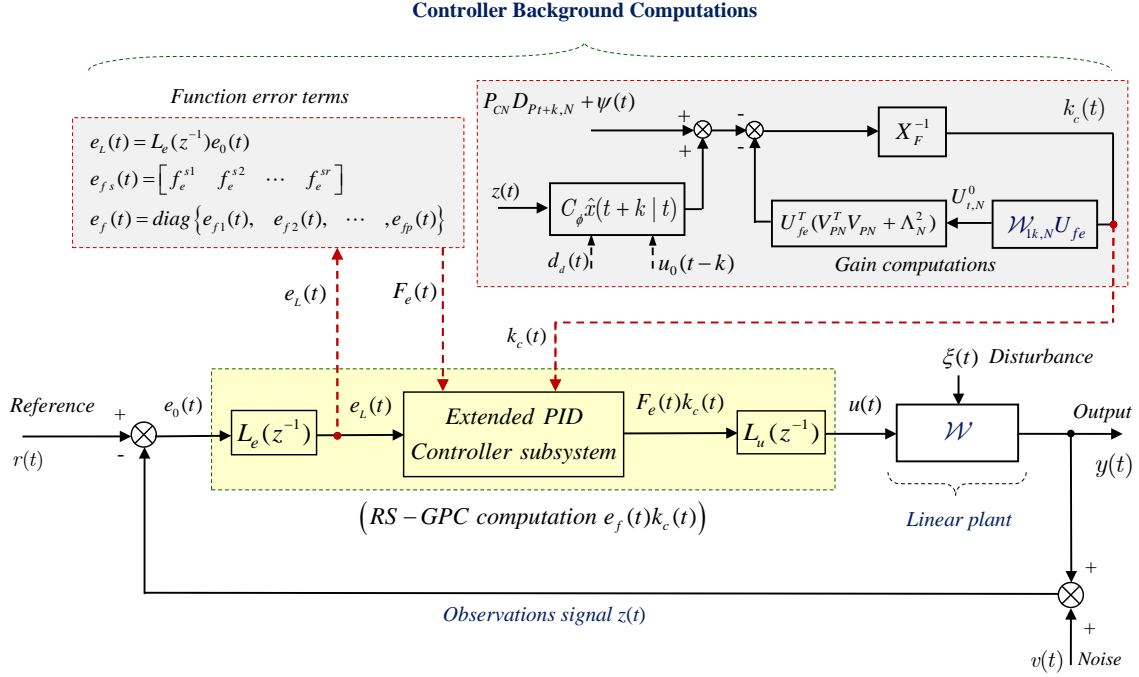 Controller Background Computations
Function error terms
e_L(t) = L_e(z^{-1})e_0(t)
e_{fs}(t) = [f_e^{s1} f_e^{s2} ⋯ f_e^{sr}]
e_f(t) = diag{e_{f1}(t), e_{f2}(t), ⋯ ,e_{fp}(t)}
P_{CN}D_{Pt+k,N} + ψ(t)
+
+
-
-
X_F^{-1}
k_c(t)
z(t)
C_ϕ x̂(t + k | t)
d_d(t)
u_0(t − k)
U_{fe}^T(V_{PN}^T V_{PN} + Λ_N^2)
U_{t,N}^0
𝒲_{1k,N}U_{fe}
Gain computations
e_L(t)
F_e(t)
k_c(t)
ξ(t) Disturbance
Reference
+
-
r(t)
e_0(t)
L_e(z^{-1})
e_L(t)
Extended PID
Controller subsystem
F_e(t)k_c(t)
L_u(z^{-1})
u(t)
𝒲
Output
y(t)
(RS − GPC computation e_f(t)k_c(t))
Linear plant
+
Observations signal z(t)
+
v(t) Noise